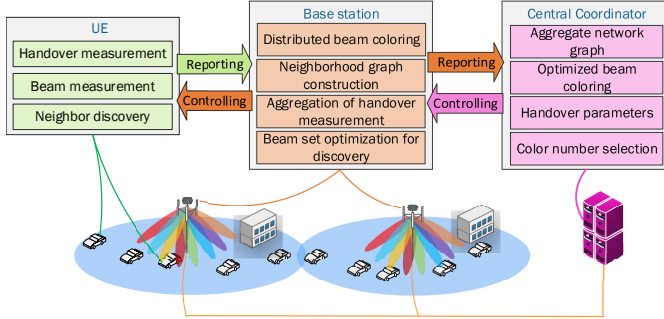 UE
Handover measurement
Beam measurement
Neighbor discovery
Reporting
Controlling
Base station
Distributed beam coloring
Neighborhood graph
construction
Aggregation of handover
measurement
Beam set optimization for
discovery
Reporting
Controlling
Central Coordinator
Aggregate network
graph
Optimized beam
coloring
Handover parameters
Color number selection